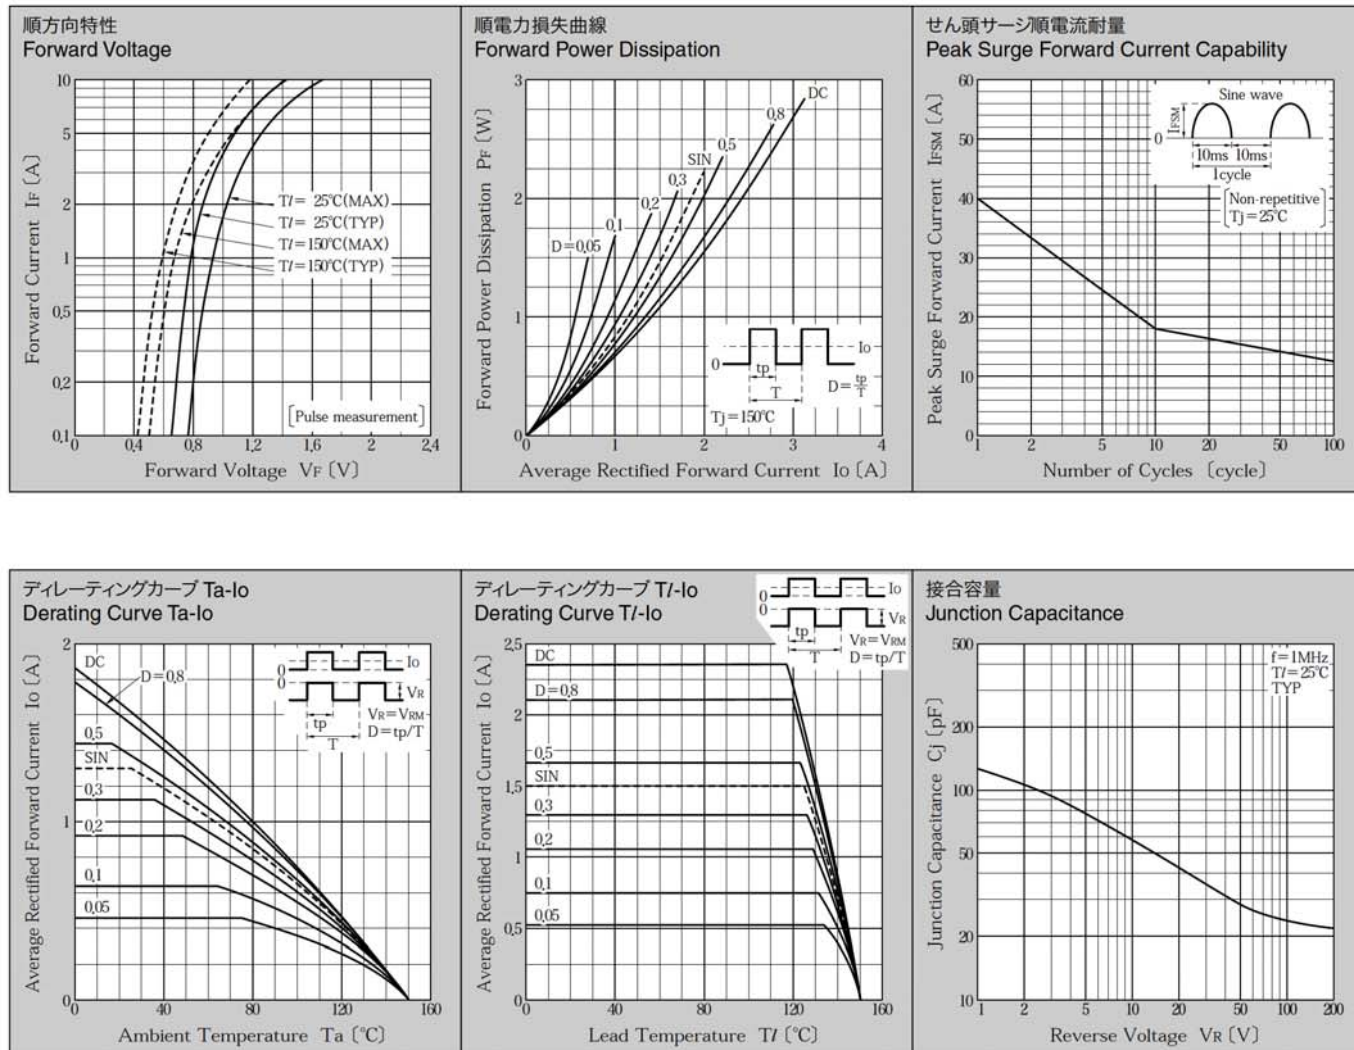 順方向特性
Forward Voltage
Forward Current IF〔A〕
10
5
2
1
0.5
0.2
0.1
Tl= 25℃(MAX)
Tl= 25℃(TYP)
Tl=150℃(MAX)
Tl=150℃(TYP)
Pulse measurement
0 0.4 0.8 1.2 1.6 2 2.4
Forward Voltage VF〔V〕
順電力損失曲線
Forward Power Dissipation
Forward Power Dissipation PF〔W〕
3
2
1
0
DC
0.8
0.5
SIN
0.3
0.2
0.1
D=0.05
0
Io
tp
T
D=tp/T
Tj=150℃
0 1 2 3 4
Average Rectified Forward Current Io〔A〕
せん頭サージ順電流耐量
Peak Surge Forward Current Capability
Peak Surge Forward Current IFSM〔A〕
60
50
40
30
20
10
0
Sine wave
IFSM
0
10ms 10ms
1cycle
Non-repetitive
Tj=25℃
1 2 5 10 20 50 100
Number of Cycles〔cycle〕
ディレーティングカーブ Ta-Io
Derating Curve Ta-Io
Average Rectified Forward Current Io〔A〕
2
1
0
DC
D=0.8
0.5
SIN
0.3
0.2
0.1
0.05
0
Io
0
VR
tp
VR=VRM
D=tp/T
T
0 40 80 120 160
Ambient Temperature Ta〔℃〕
ディレーティングカーブ Tl-Io
Derating Curve Tl-Io
Average Rectified Forward Current Io〔A〕
0
Io
0
VR
tp
VR=VRM
T
D=tp/T
2.5
2
1.5
1
0.5
0
DC
D=0.8
0.5
SIN
0.3
0.2
0.1
0.05
0 40 80 120 160
Lead Temperature Tl〔℃〕
接合容量
Junction Capacitance
Junction Capacitance Cj〔pF〕
500
200
100
50
20
10
f=1MHz
Tl=25℃
TYP
1 2 5 10 20 50 100 200
Reverse Voltage VR〔V〕